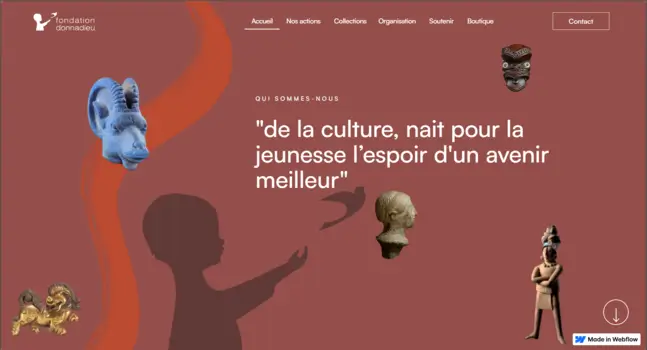 fondation
donnadieu.
Accueil
Nos actions
Collections
Organisation
Soutenir
Boutique
Contact
QUI SOMMES-NOUS
"de la culture, nait pour la
jeunesse l’espoir d'un avenir
meilleur"
Made in Webflow